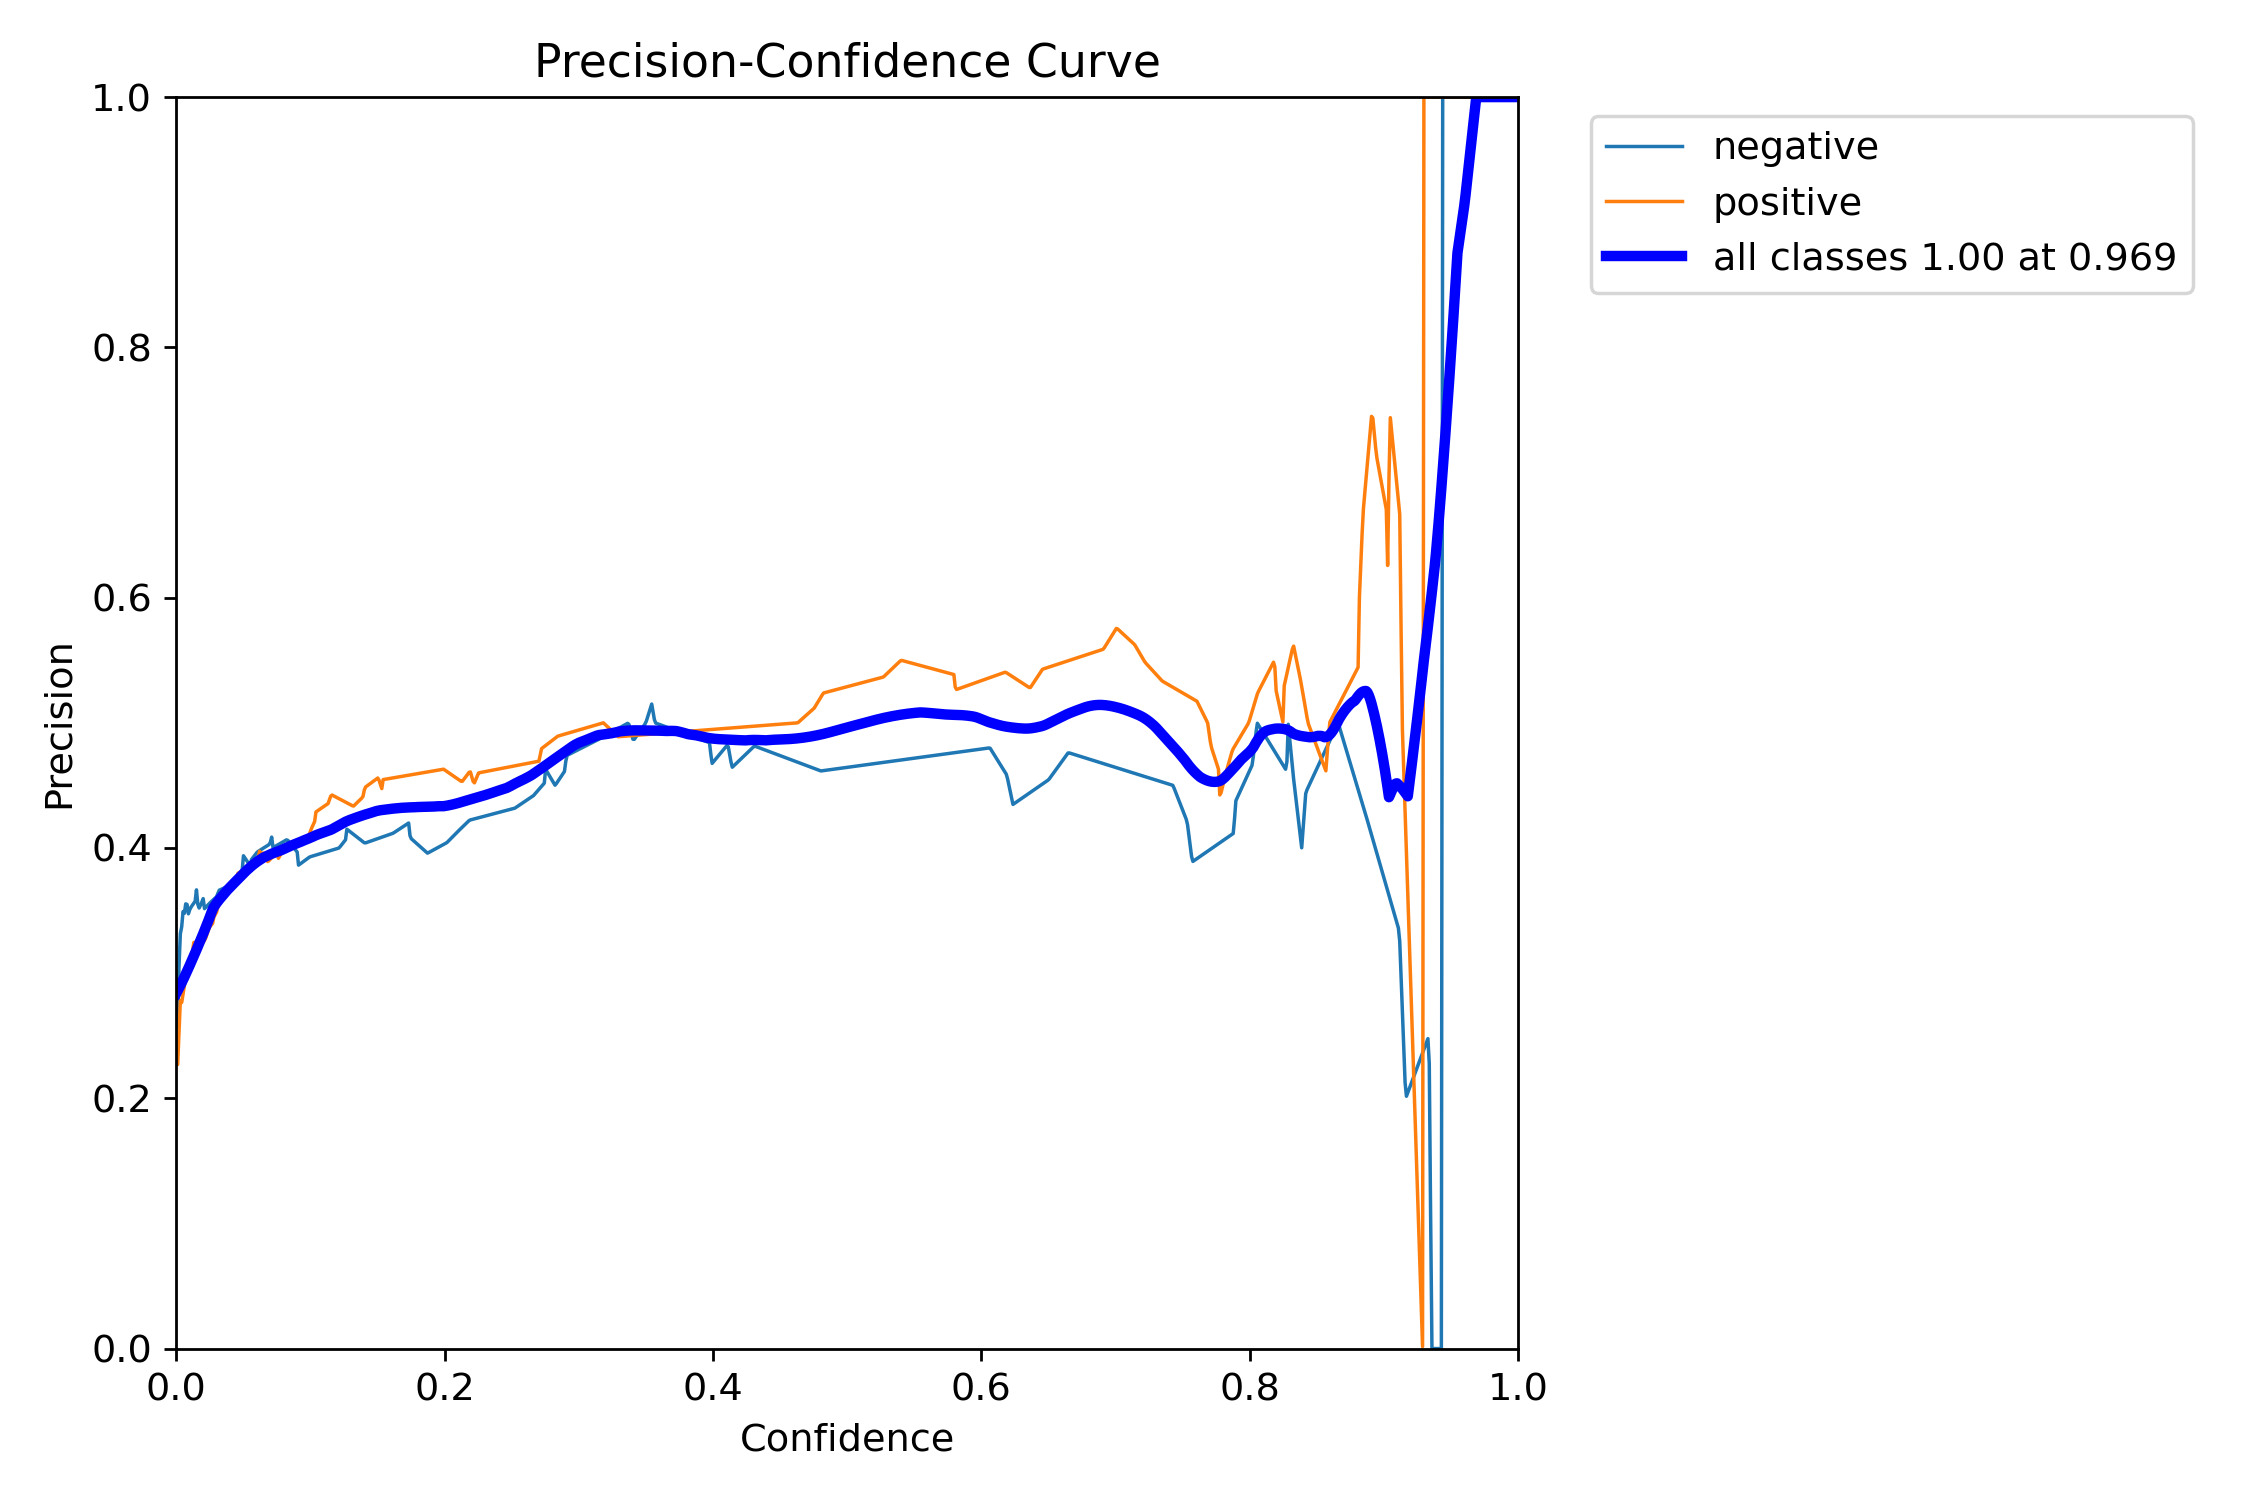 Precision-Confidence Curve
1.0
0.8
0.6
0.4
0.2
0.0
Precision
0.0 0.2 0.4 0.6 0.8 1.0
Confidence
negative
positive
all classes 1.00 at 0.969